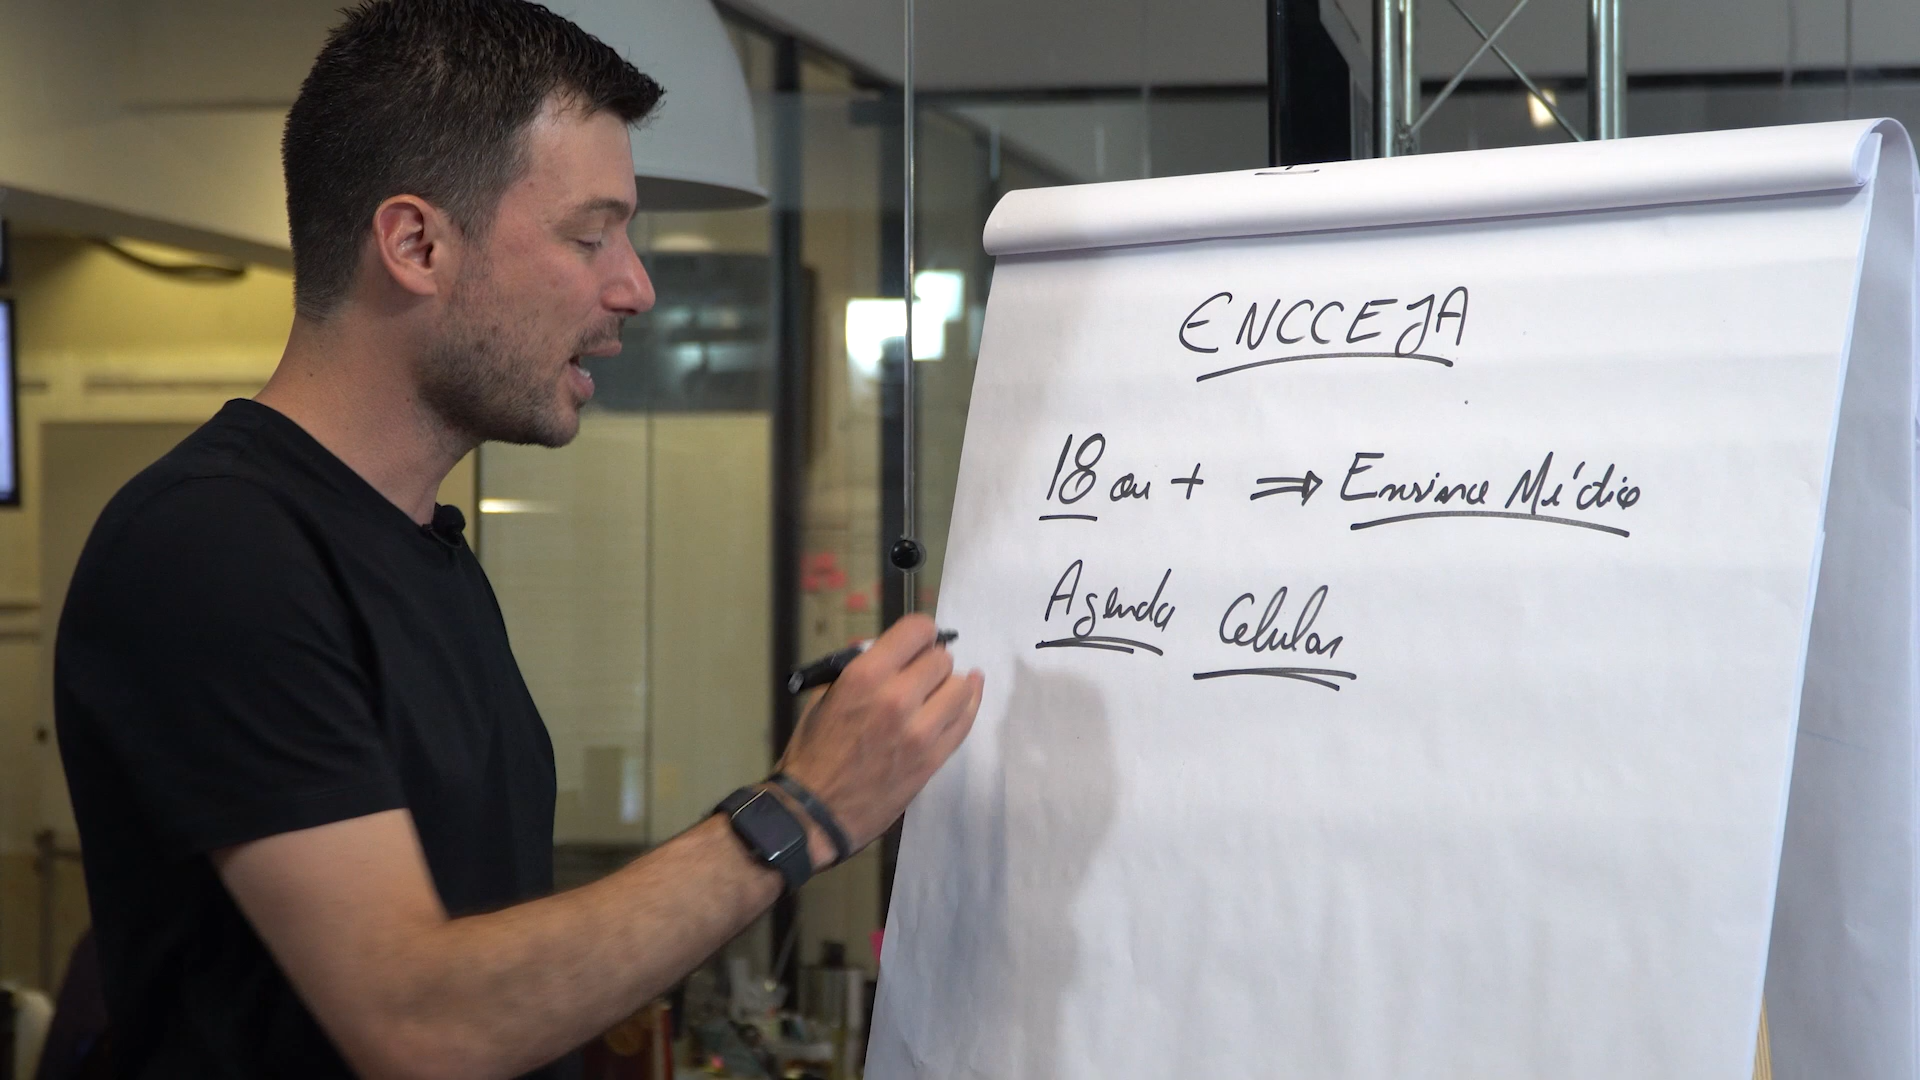 ENCCEJA
18 ou + ⇒ Ensino Médio
Agenda Celular